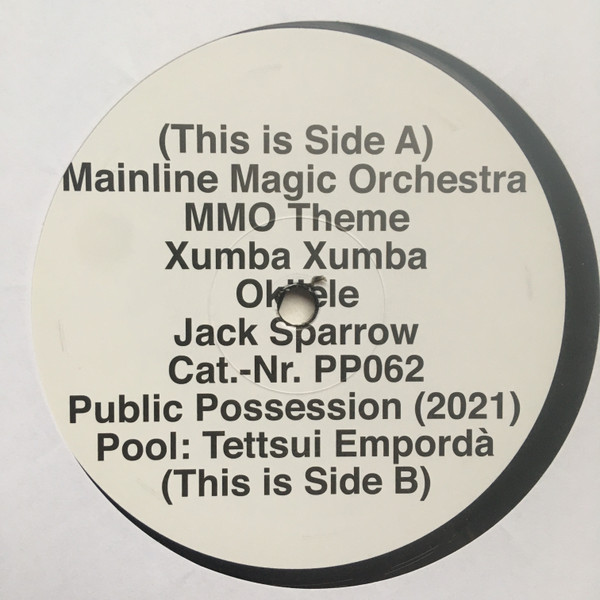 (This is Side A)
Mainline Magic Orchestra
MMO Theme
Xumba Xumba
Jack Sparrow
Cat.-Nr. PP062
Public Possession (2021)
Pool: Tettsui Empordà
(This is Side B)